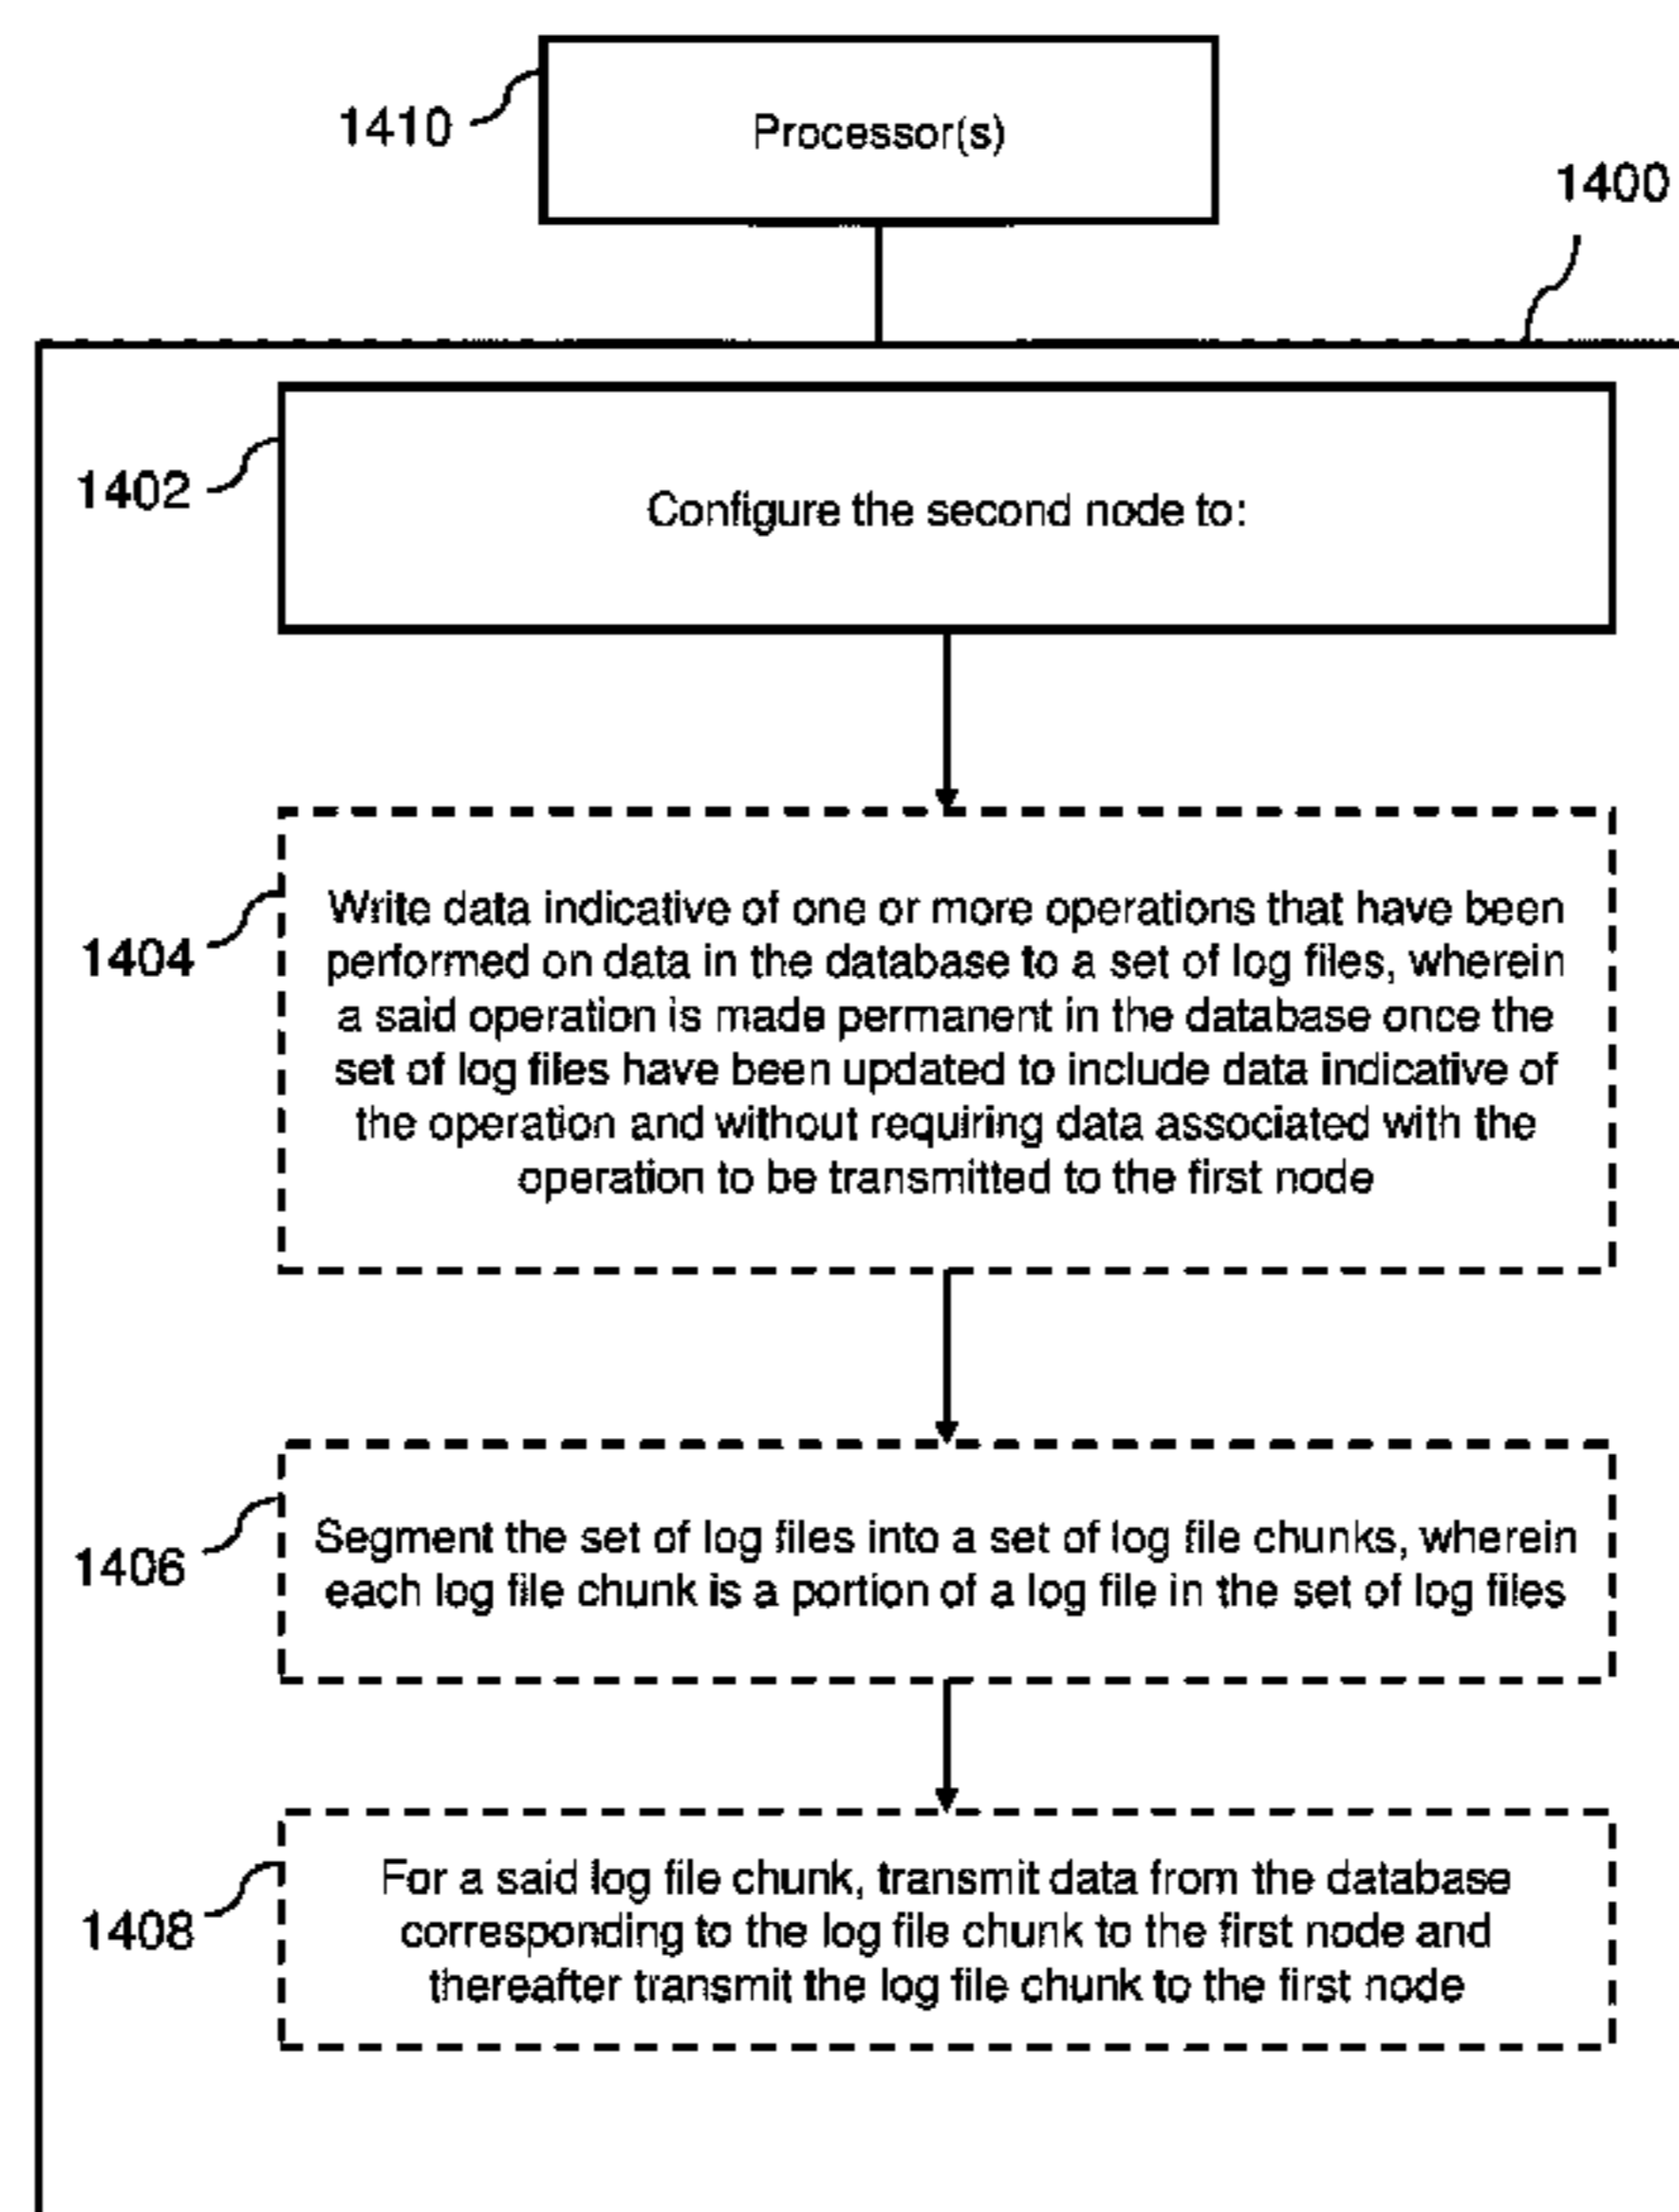 1410
Processor(s)
1400
1402
Configure the second node to:
1404
Write data indicative of one or more operations that have been
performed on data in the database to a set of log files, wherein
a said operation is made permanent in the database once the
set of log files have been updated to include data indicative of
the operation and without requiring data associated with the
operation to be transmitted to the first node
1406
Segment the set of log files into a set of log file chunks, wherein
each log file chunk is a portion of a log file in the set of log files
1408
For a said log file chunk, transmit data from the database
corresponding to the log file chunk to the first node and
thereafter transmit the log file chunk to the first node